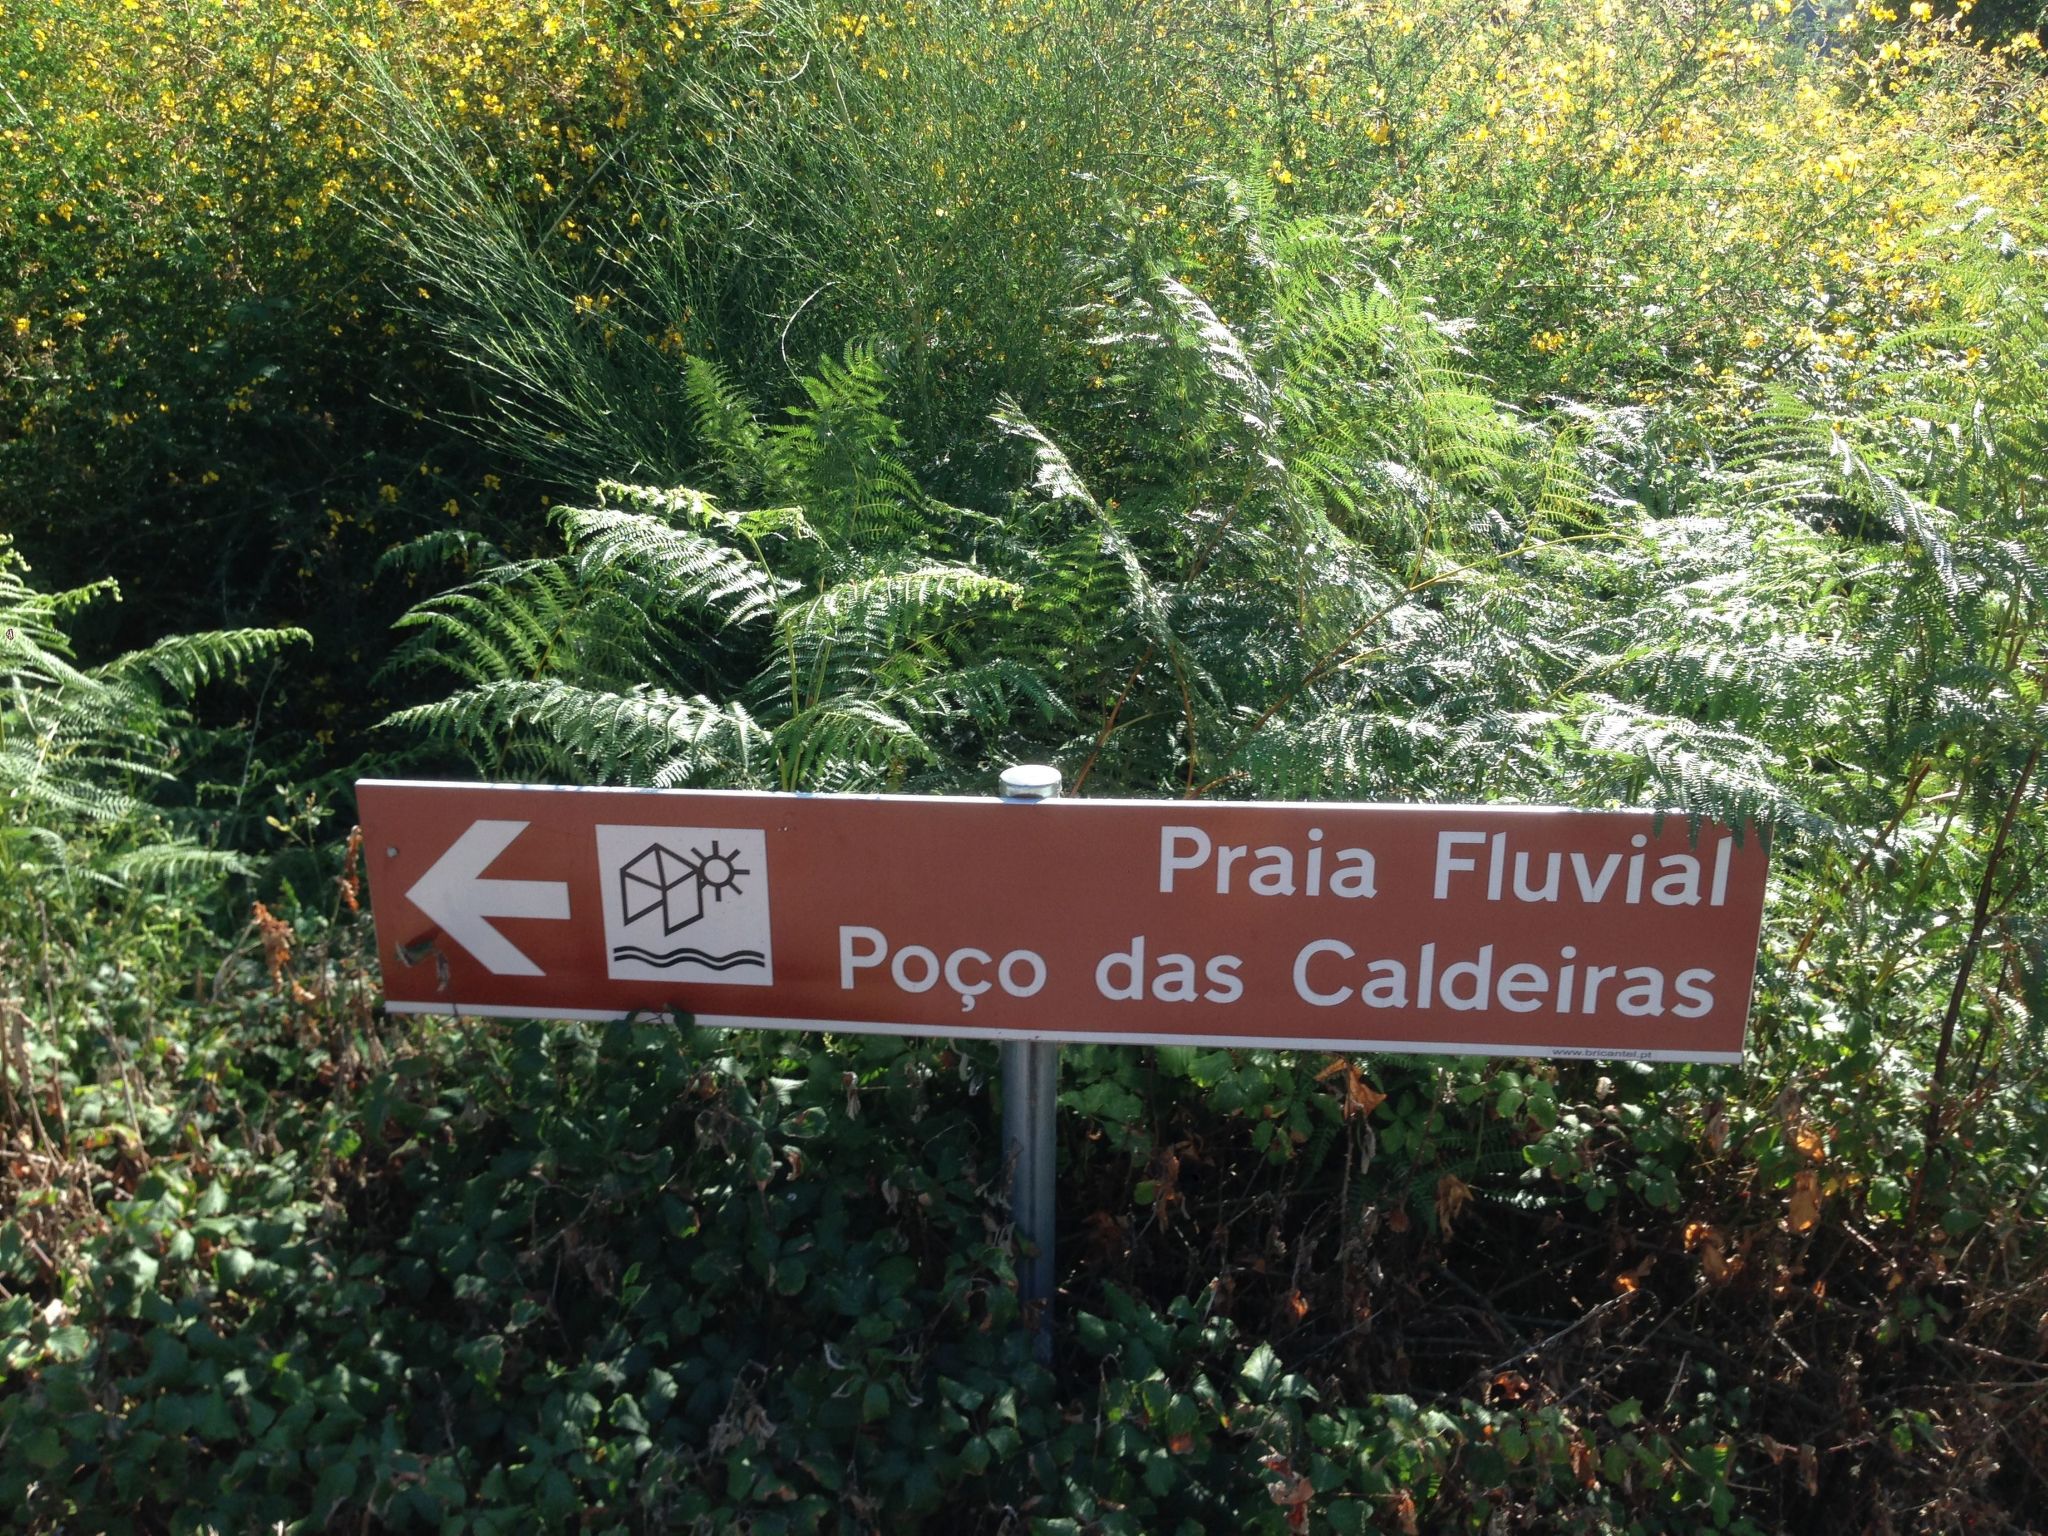 Praia Fluvial
Poço das Caldeiras
www.bricantel.pt